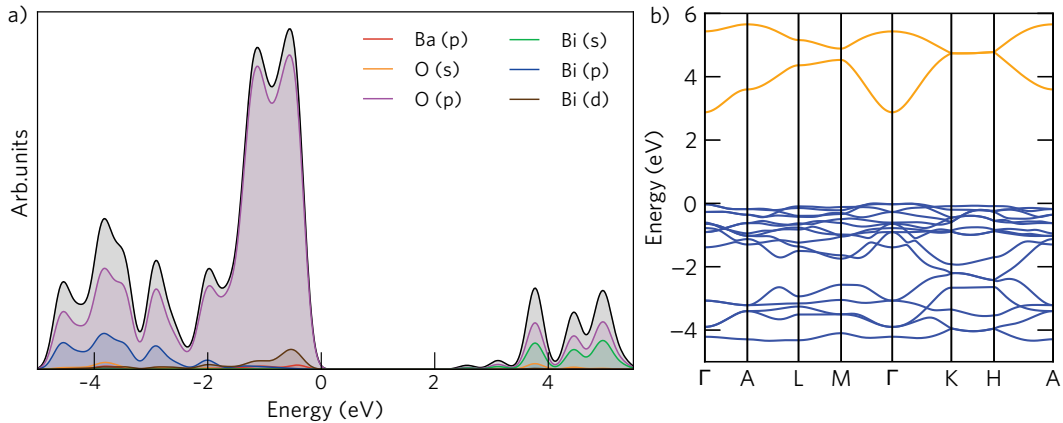 a)
Arb.units
Ba (p)
O (s)
O (p)
Bi (s)
Bi (p)
Bi (d)
−4
−2
0
2
4
Energy (eV)
b)
Energy (eV)
6
4
2
0
−2
−4
Γ A L M Γ K H A